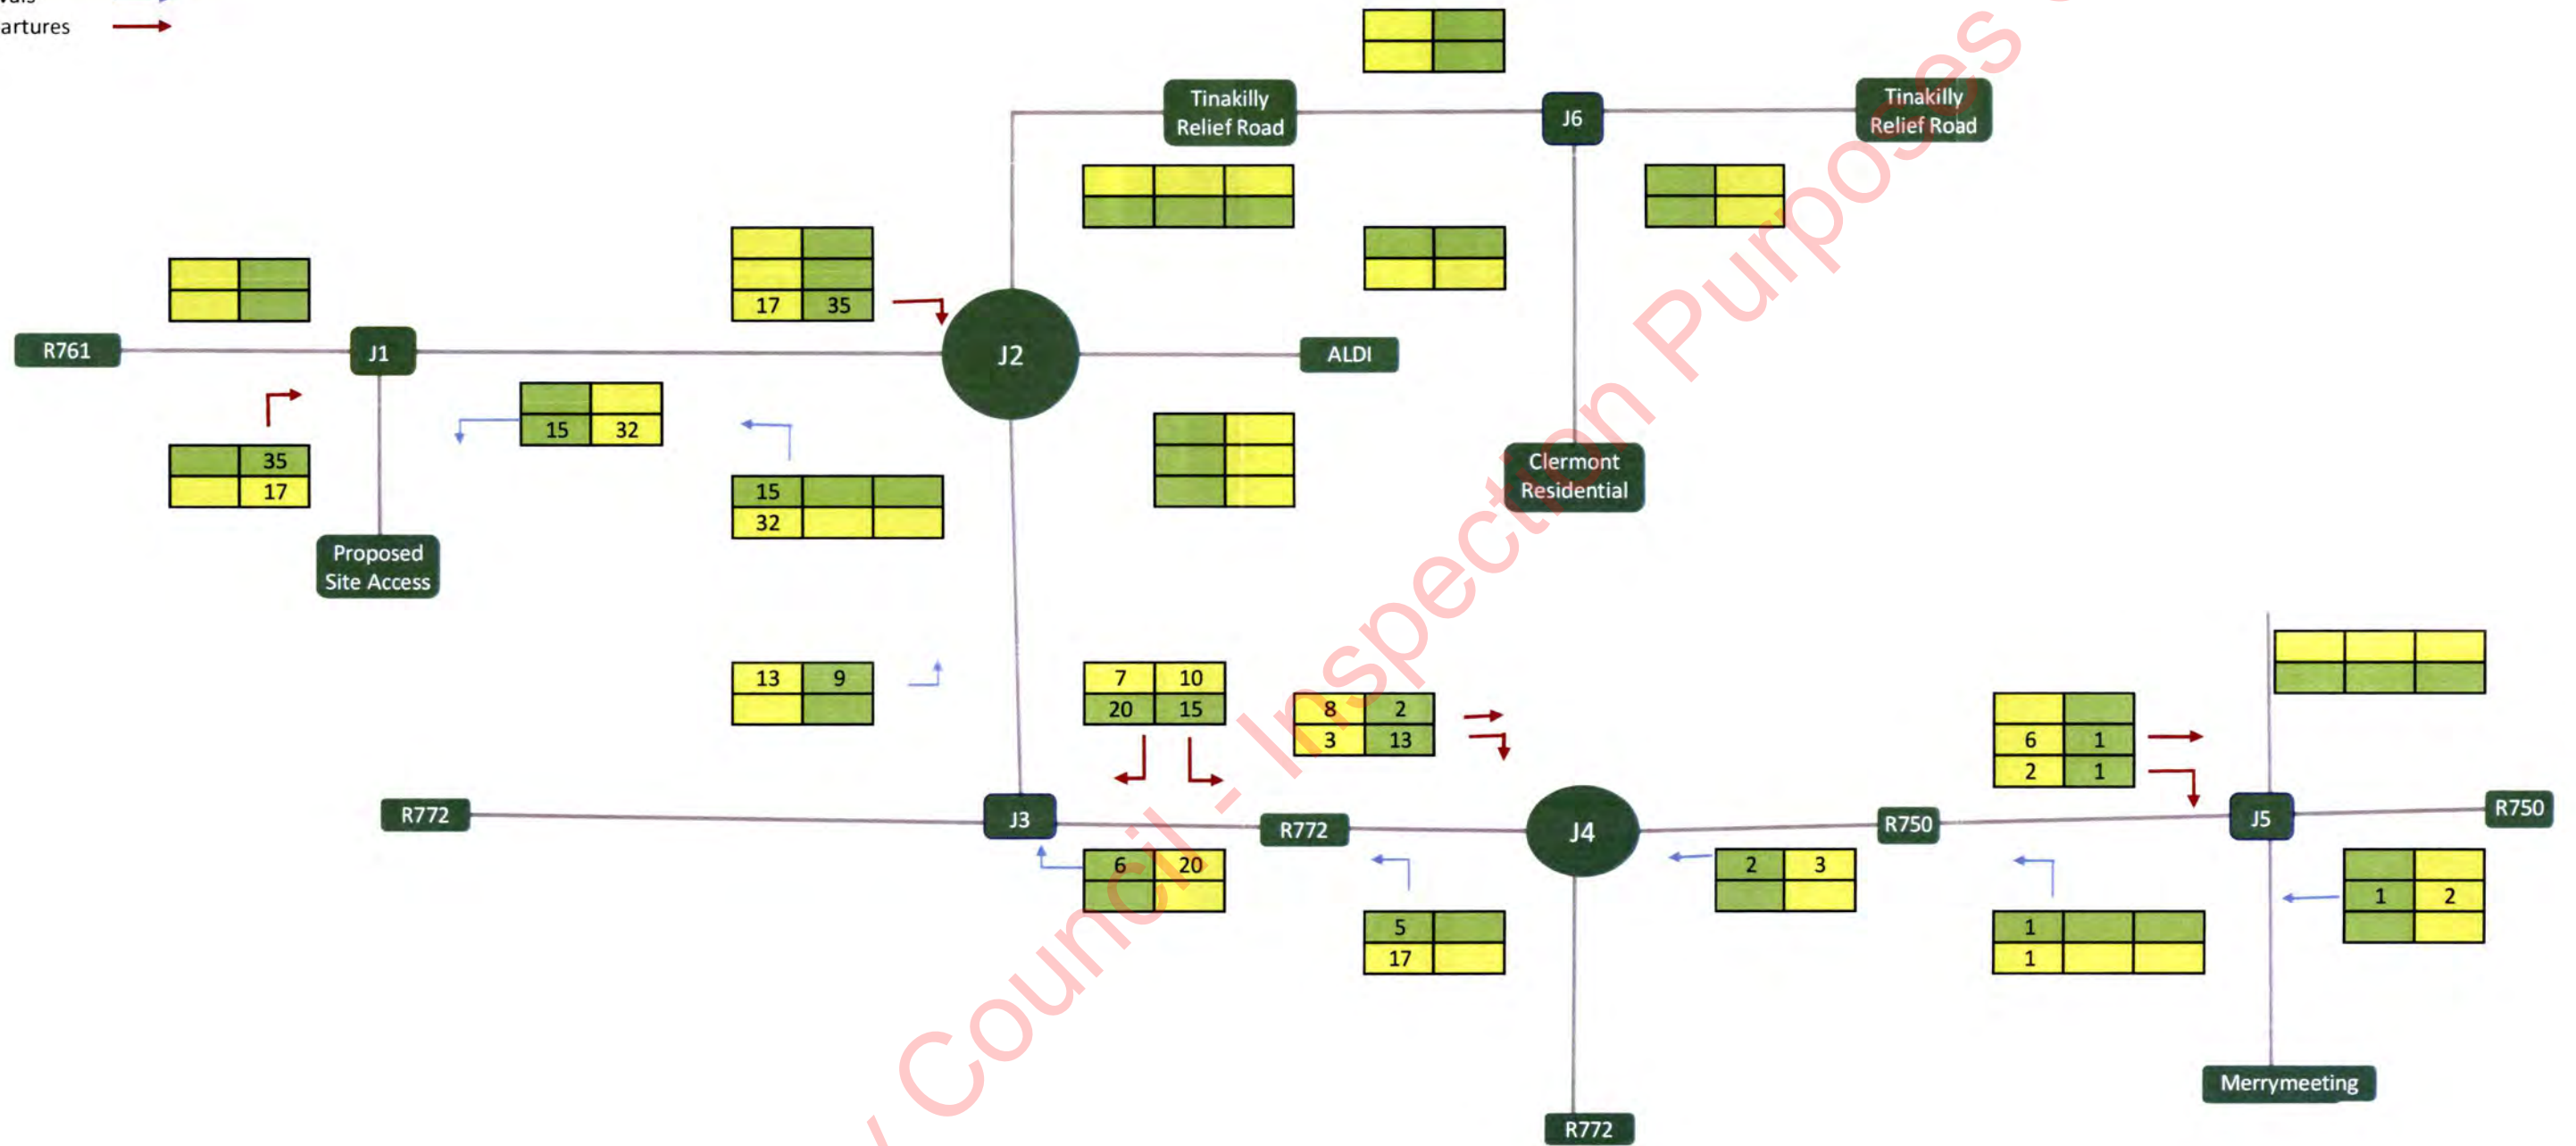 artures
Tinakilly
Relief Road
J6
Tinakilly
Relief Road
17 35
R761
J1
J2
ALDI
15 32
35
17
15
32
Clermont
Residential
Proposed
Site Access
13 9
7 10
20 15
8 2
3 13
6 1
2 1
R772
J3
R772
J4
R750
J5
R750
6 20
2 3
1 2
5
17
1
1
Merrymeeting
R772
Council - Inspection Purposes